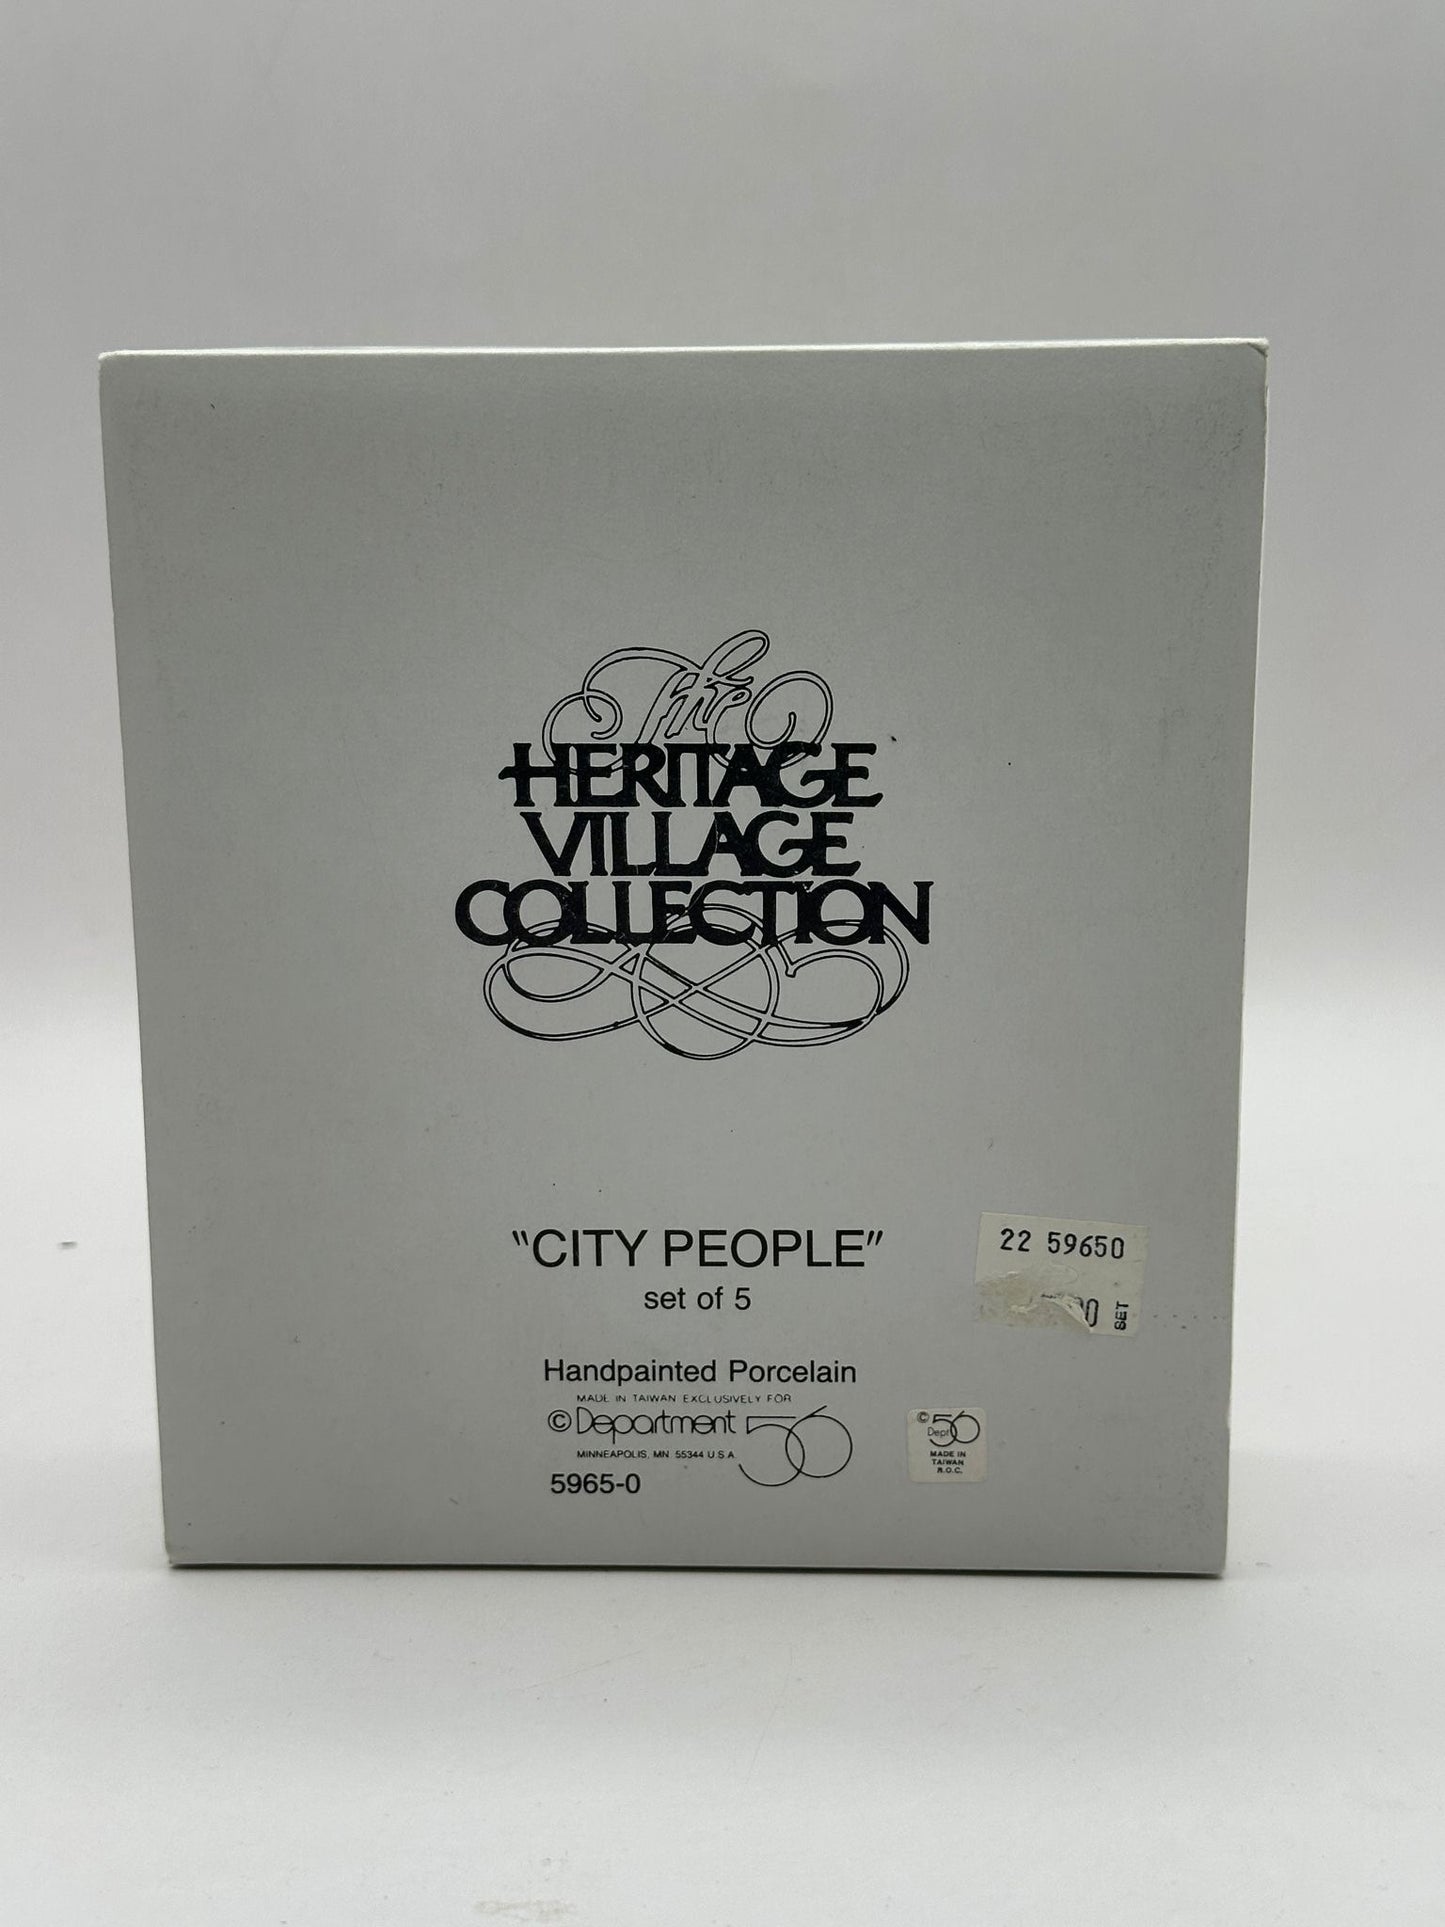 The
HERITAGE
VILLAGE
COLLECTION
"CITY PEOPLE"
set of 5
22 59650
00 SET
Handpainted Porcelain
MADE IN TAIWAN EXCLUSIVELY FOR
© Department 56
MINNEAPOLIS, MN 55344 U.S.A.
5965-0
©
Dept 56
MADE IN
TAIWAN
R.O.C.